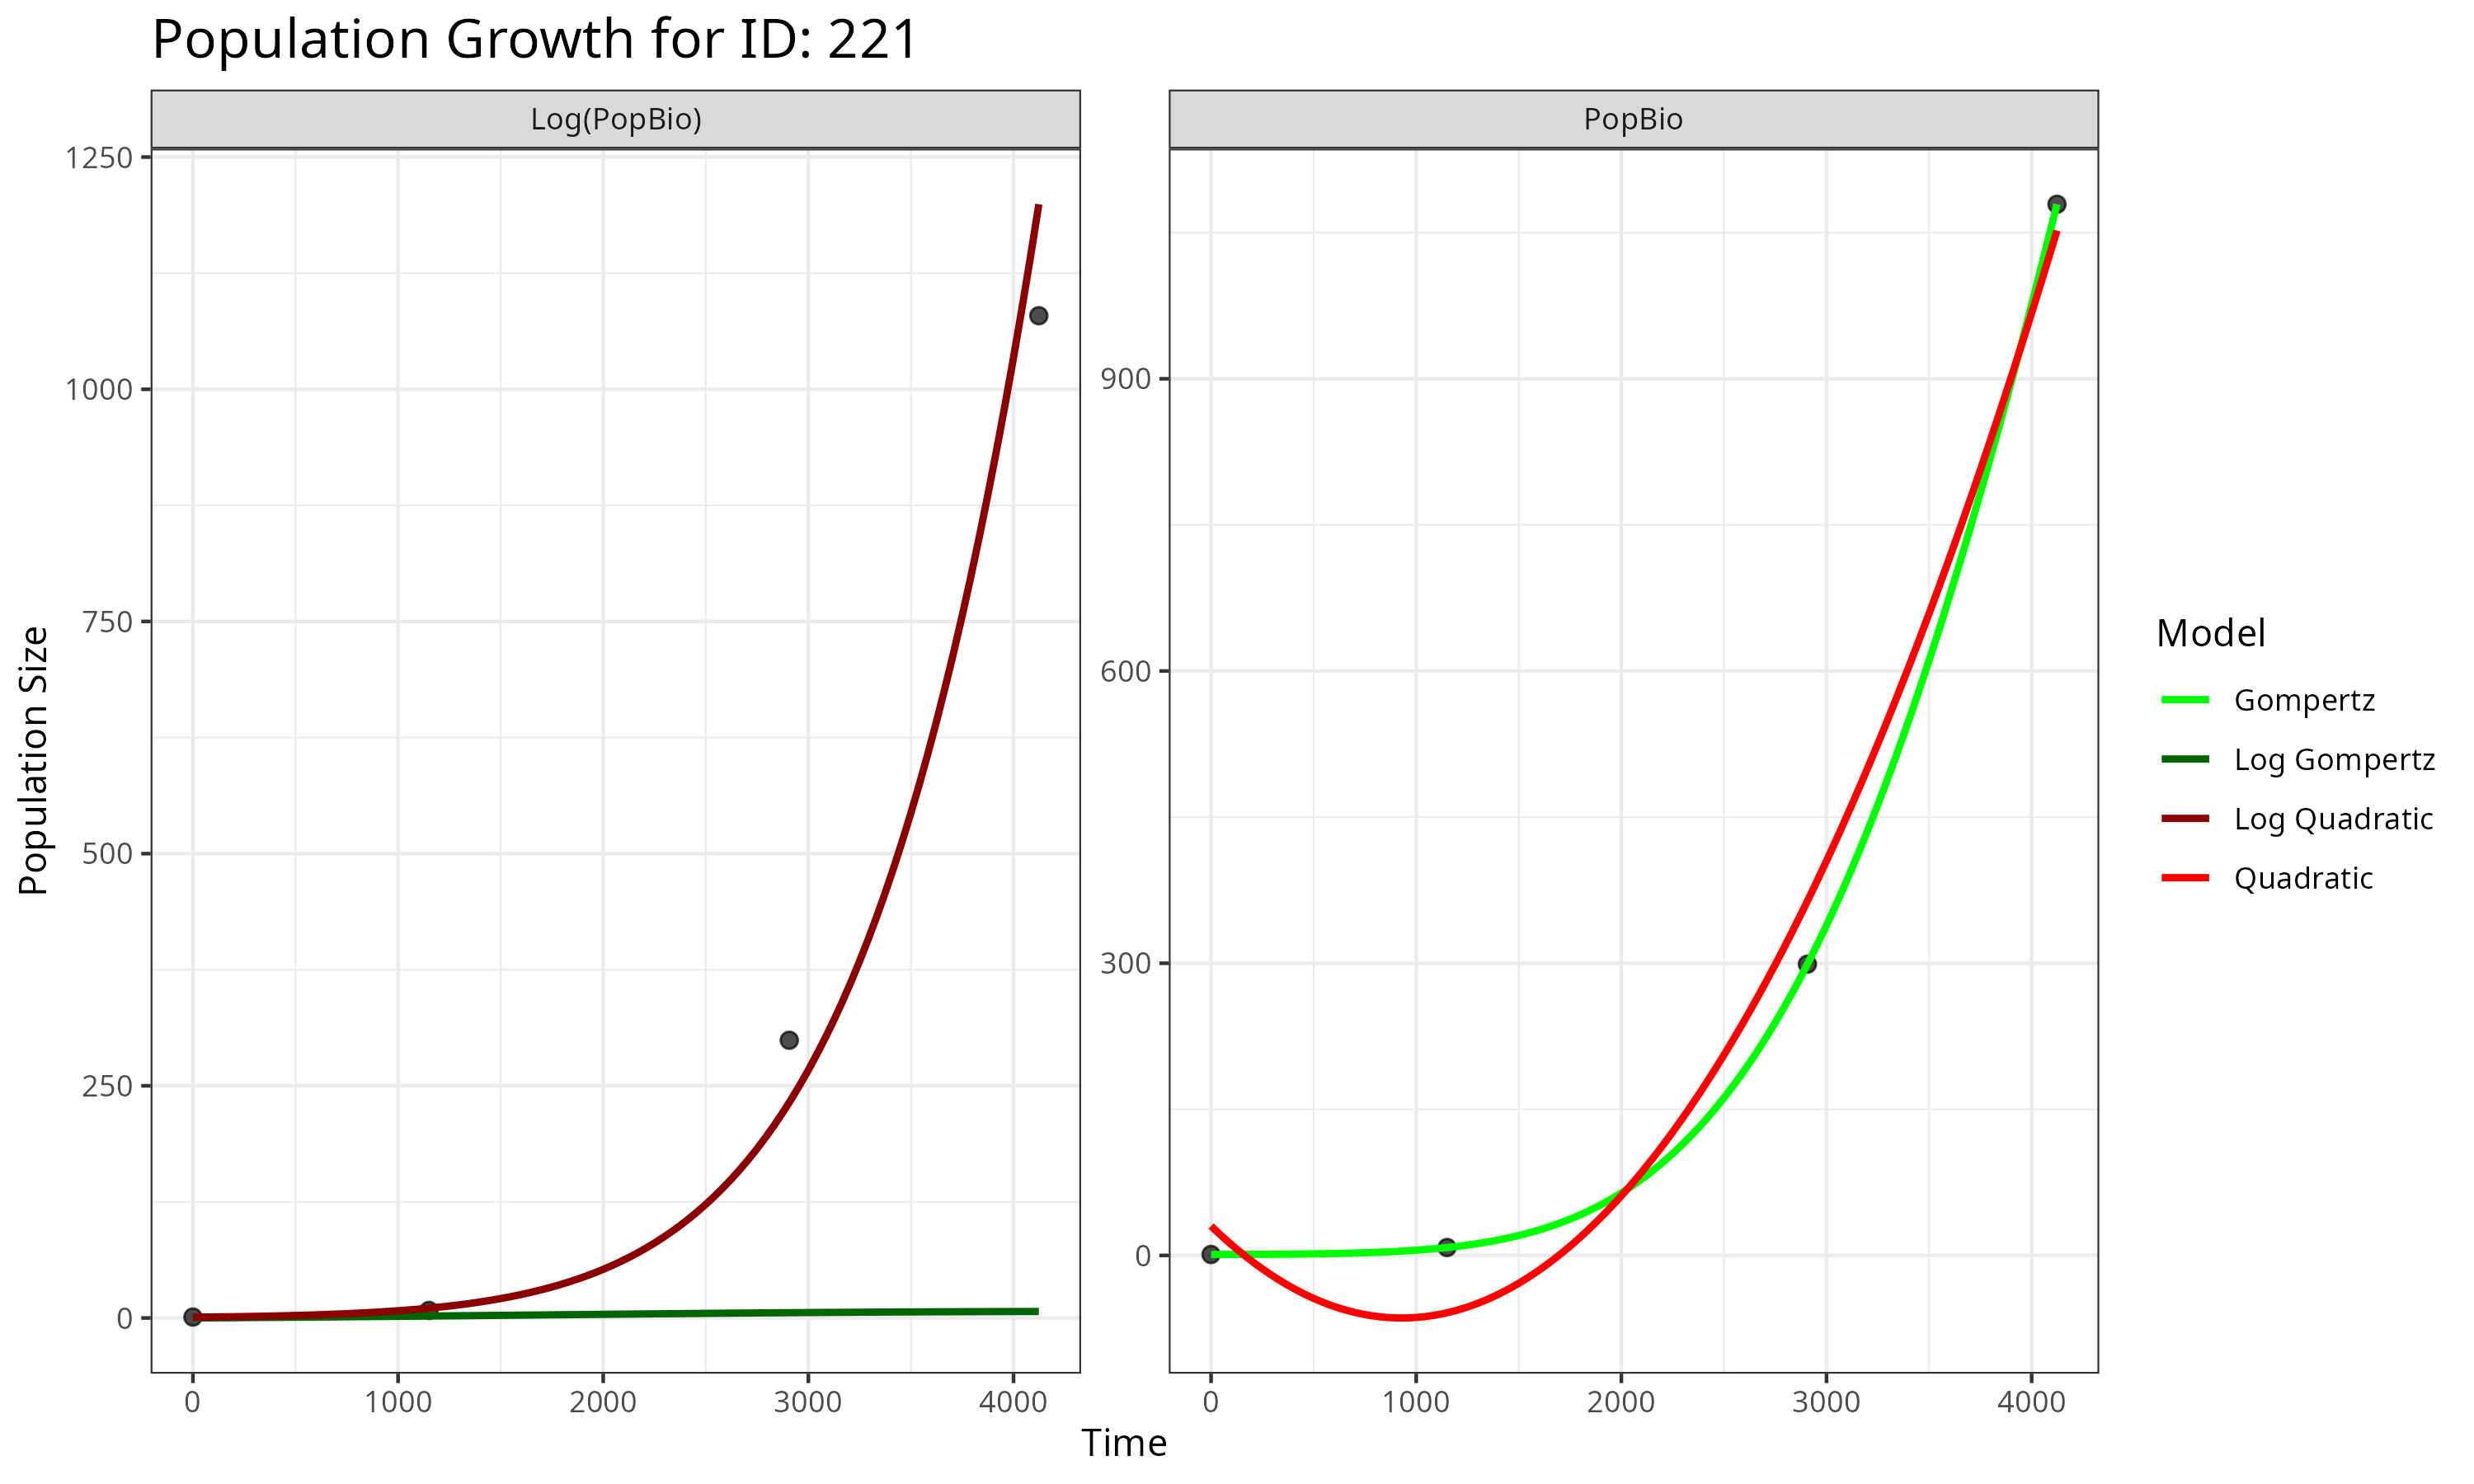 Population Growth for ID: 221
Log(PopBio)
PopBio
Population Size
1250
1000
750
500
250
0
900
600
300
0
0 1000 2000 3000 4000
0 1000 2000 3000 4000
Time
Model
Gompertz
Log Gompertz
Log Quadratic
Quadratic